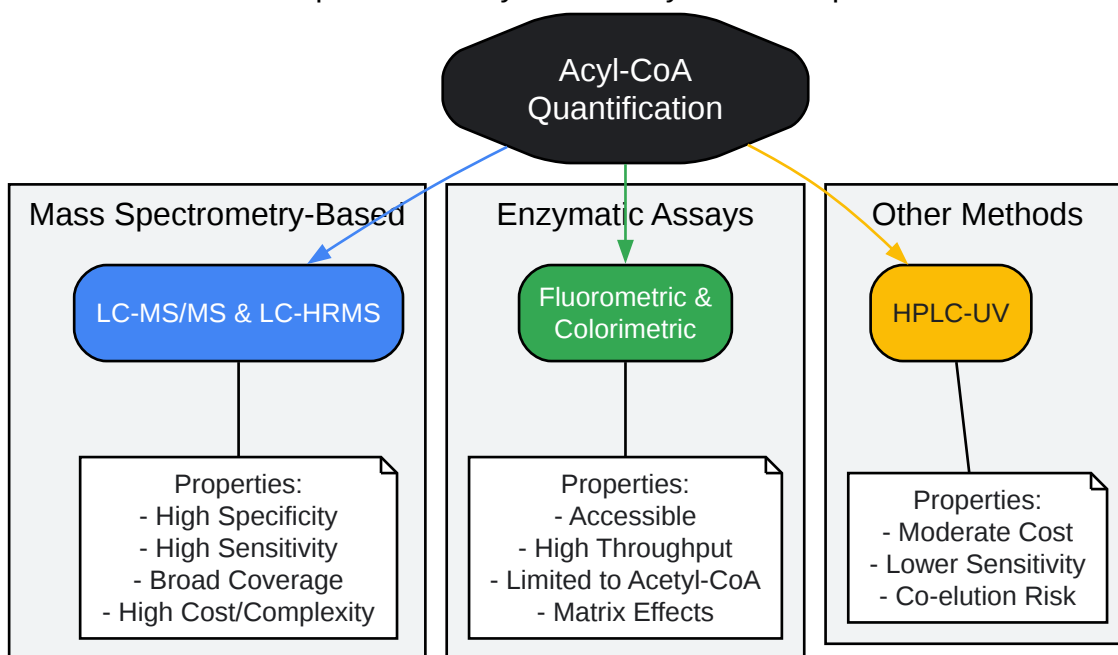 Acyl-CoA
Quantification
Mass Spectrometry-Based
LC-MS/MS & LC-HRMS
Properties:
- High Specificity
- High Sensitivity
- Broad Coverage
- High Cost/Complexity
Enzymatic Assays
Fluorometric &
Colorimetric
Properties:
- Accessible
- High Throughput
- Limited to Acetyl-CoA
- Matrix Effects
Other Methods
HPLC-UV
Properties:
- Moderate Cost
- Lower Sensitivity
- Co-elution Risk